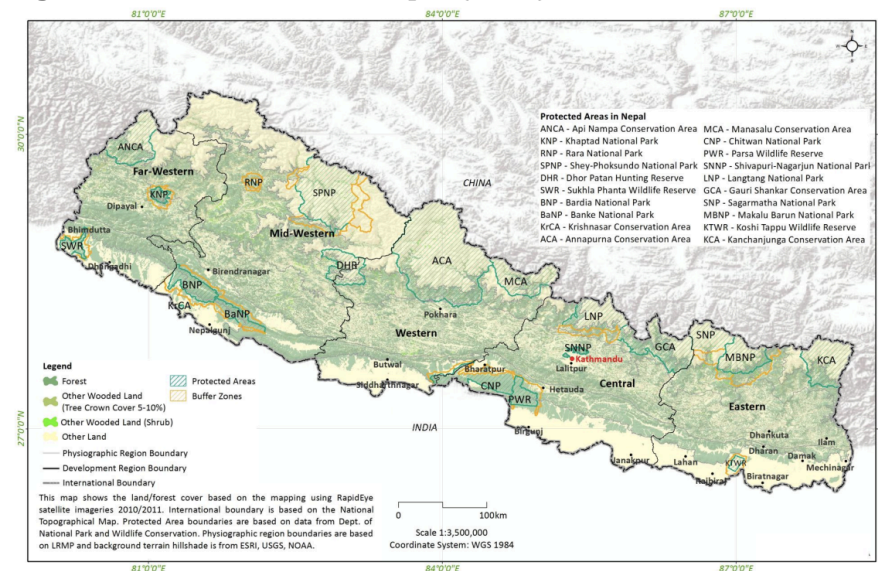 81°0'0"E 84°0'0"E 87°0'0"E
30°0'0"N
27°0'0"N
N
Protected Areas in Nepal
ANCA - Api Nampa Conservation Area
KNP - Khaptad National Park
RNP - Rara National Park
SPNP - Shey-Phoksundo National Park
DHR - Dhor Patan Hunting Reserve
SWR - Sukhla Phanta Wildlife Reserve
BNP - Bardia National Park
BaNP - Banke National Park
KrCA - Krishnasar Conservation Area
ACA - Annapurna Conservation Area
MCA - Manasalu Conservation Area
CNP - Chitwan National Park
PWR - Parsa Wildlife Reserve
SNNP - Shivapuri-Nagarjun National Park
LNP - Langtang National Park
GCA - Gauri Shankar Conservation Area
SNP - Sagarmatha National Park
MBNP - Makalu Barun National Park
KTWR - Koshi Tappu Wildlife Reserve
KCA - Kanchanjunga Conservation Area
ANCA
Far-Western
KNP
RNP
SPNP
CHINA
Dipayal
Bhimdutta
Mid-Western
SWR
Dhangadhi
Birendranagar
DHR
ACA
MCA
BNP
KrCA
BaNP
Nepalgunj
Pokhara
LNP
Western
SNNP
GCA
SNP
MBNP
KCA
Kathmandu
Lalitpur
Butwal
Bharatpur
Siddharthnagar
CNP
Hetauda
Central
PWR
Eastern
INDIA
Birgunj
Dhankuta
Ilam
Dharan
Damak
Janakpur
Lahan
KTWR
Mechinagar
Rajbiraj
Biratnagar
Legend
Forest
Other Wooded Land
(Tree Crown Cover 5-10%)
Other Wooded Land (Shrub)
Other Land
Protected Areas
Buffer Zones
Physiographic Region Boundary
Development Region Boundary
International Boundary
This map shows the land/forest cover based on the mapping using RapidEye
satellite imageries 2010/2011. International boundary is based on the National
Topographical Map. Protected Area boundaries are based on data from Dept. of
National Park and Wildlife Conservation. Physiographic region boundaries are based
on LRMP and background terrain hillshade is from ESRI, USGS, NOAA.
0 100km
Scale 1:3,500,000
Coordinate System: WGS 1984
81°0'0"E 84°0'0"E 87°0'0"E